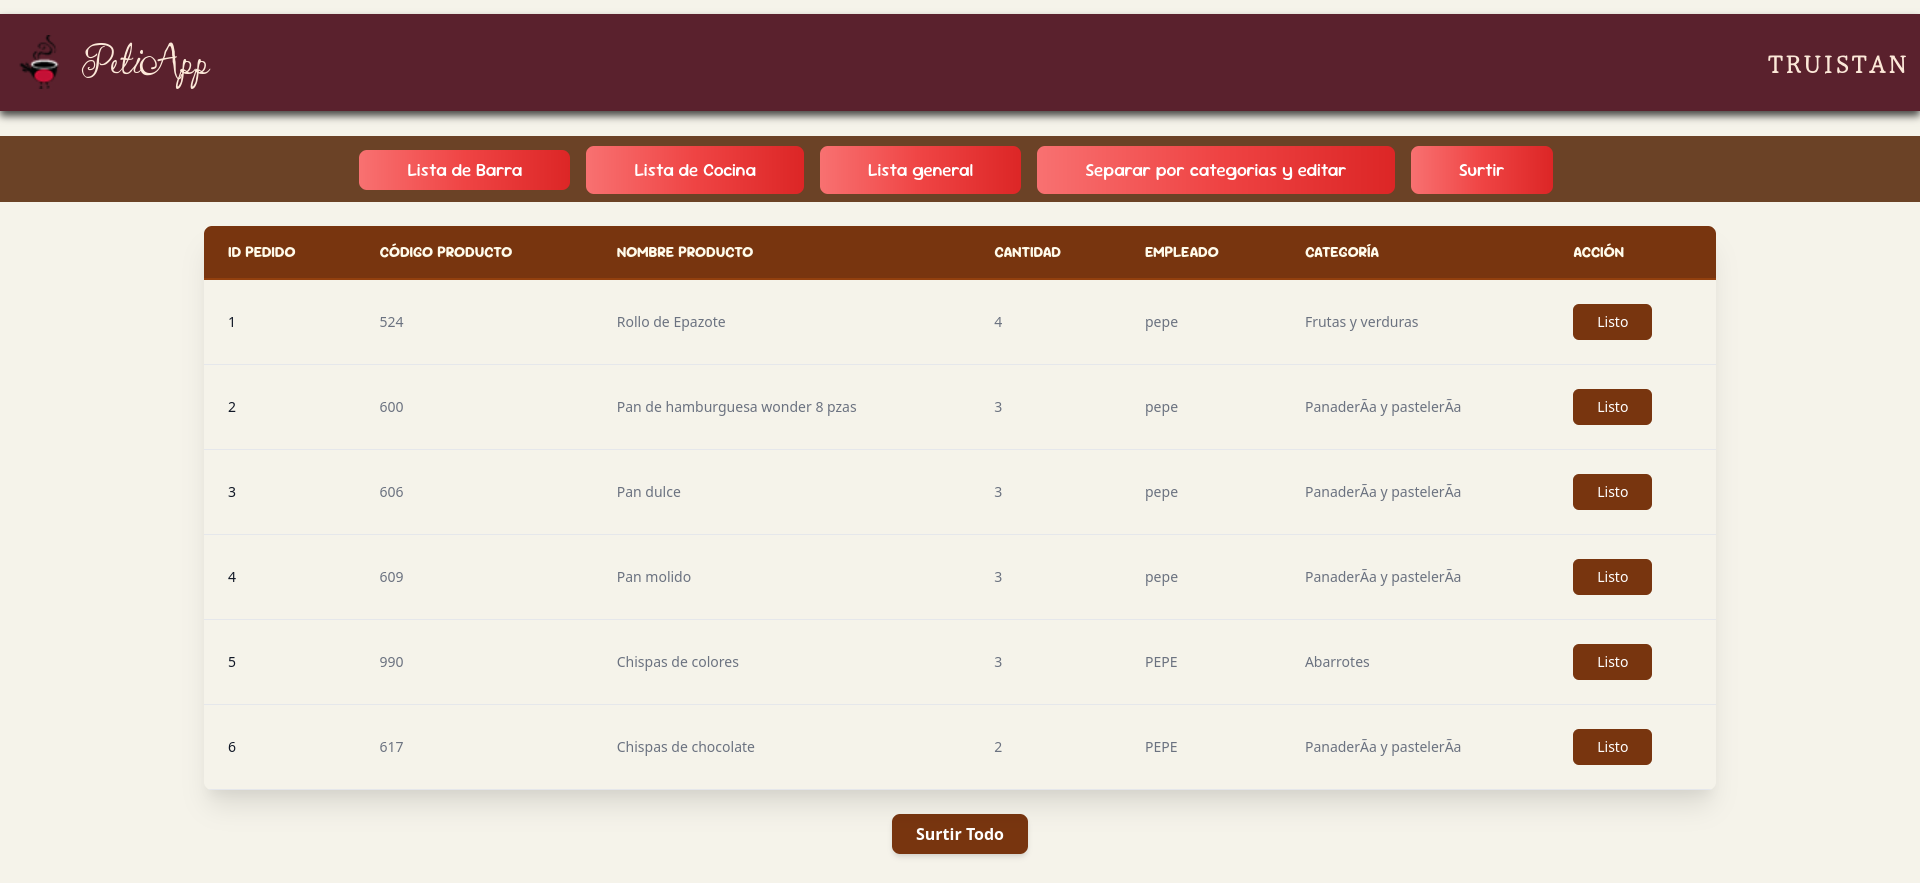 PetiApp
TRUISTAN
Lista de Barra Lista de Cocina Lista general Separar por categorias y editar Surtir
ID PEDIDO CÓDIGO PRODUCTO NOMBRE PRODUCTO CANTIDAD EMPLEADO CATEGORÍA ACCIÓN
1 524 Rollo de Epazote 4 pepe Frutas y verduras Listo
2 600 Pan de hamburguesa wonder 8 pzas 3 pepe PanaderÃa y pastelerÃa Listo
3 606 Pan dulce 3 pepe PanaderÃa y pastelerÃa Listo
4 609 Pan molido 3 pepe PanaderÃa y pastelerÃa Listo
5 990 Chispas de colores 3 PEPE Abarrotes Listo
6 617 Chispas de chocolate 2 PEPE PanaderÃa y pastelerÃa Listo
Surtir Todo